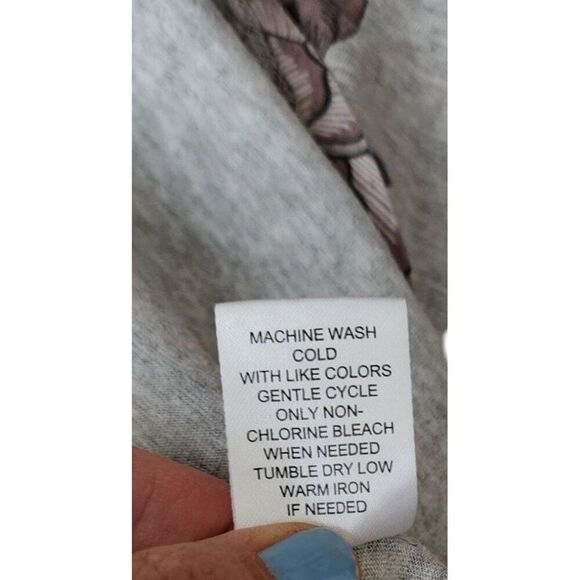 MACHINE WASH
COLD
WITH LIKE COLORS
GENTLE CYCLE
ONLY NON-
CHLORINE BLEACH
WHEN NEEDED
TUMBLE DRY LOW
WARM IRON
IF NEEDED